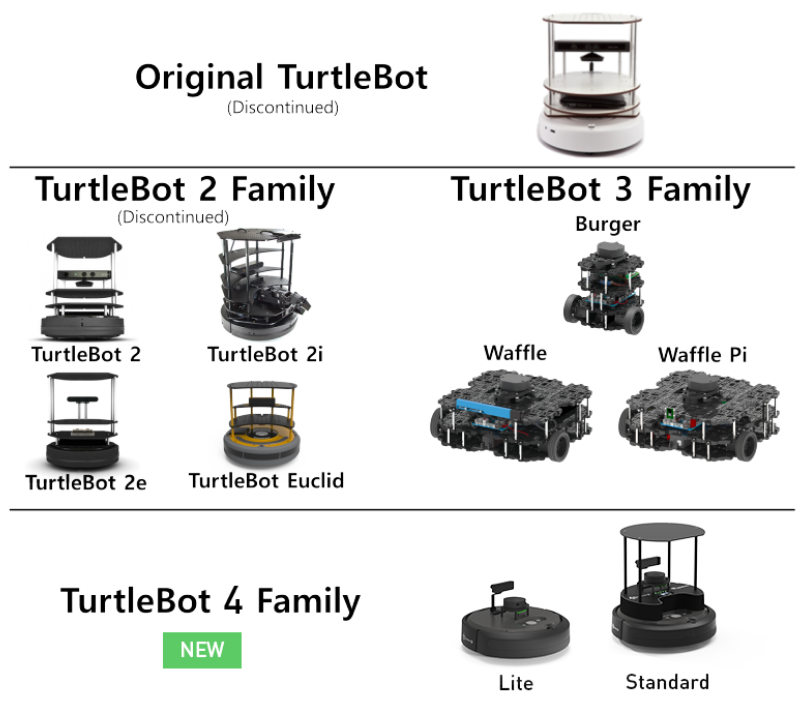 Original TurtleBot
(Discontinued)
TurtleBot 2 Family
(Discontinued)
TurtleBot 2
TurtleBot 2i
TurtleBot 2e
TurtleBot Euclid
TurtleBot 3 Family
Burger
Waffle
Waffle Pi
TurtleBot 4 Family
NEW
Lite
Standard